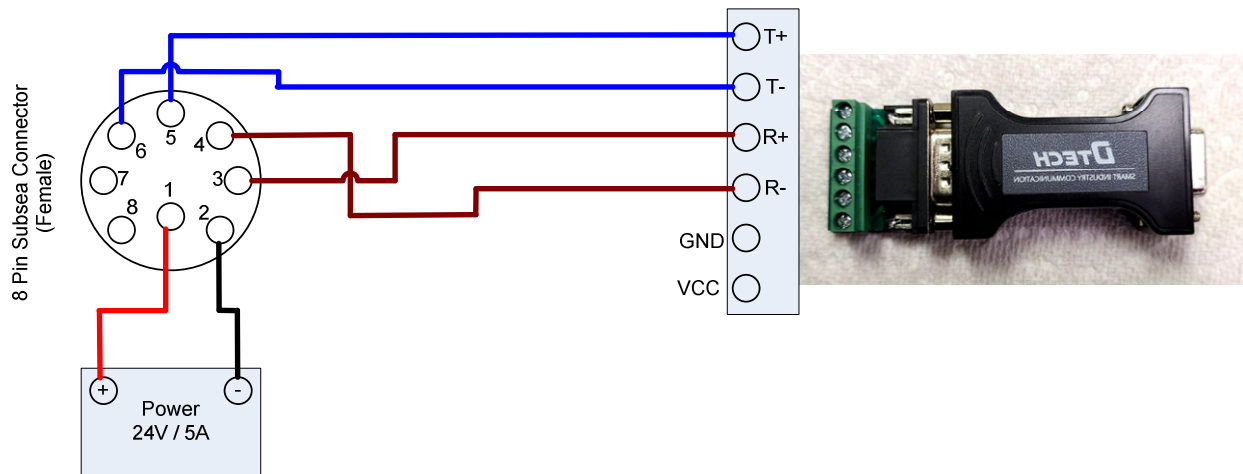 8 Pin Subsea Connector
(Female)
5
6
4
7
3
1
8
2
+
-
Power
24V / 5A
T+
T-
R+
R-
GND
VCC
DTECH
SMART INDUSTRY COMMUNICATION